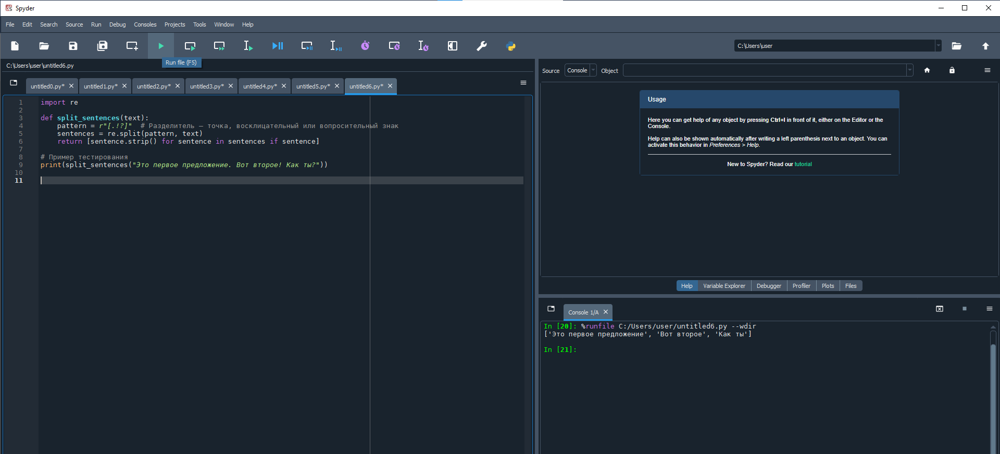 Spyder
File Edit Search Source Run Debug Consoles Projects Tools Window Help
C:\Users\user
Run file (F5)
C:\Users\user\untitled6.py
untitled0.py* untitled1.py* untitled2.py* untitled3.py* untitled4.py* untitled5.py* untitled6.py*
1 import re
2
3 def split_sentences(text):
4     pattern = r"[.!?]"  # Разделитель — точка, восклицательный или вопросительный знак
5     sentences = re.split(pattern, text)
6     return [sentence.strip() for sentence in sentences if sentence]
7
8 # Пример тестирования
9 print(split_sentences("Это первое предложение. Вот второе! Как ты?"))
10
11
Source Console Object
Usage
Here you can get help of any object by pressing Ctrl+I in front of it, either on the Editor or the
Console.
Help can also be shown automatically after writing a left parenthesis next to an object. You can
activate this behavior in Preferences > Help.
New to Spyder? Read our tutorial
Help Variable Explorer Debugger Profiler Plots Files
Console 1/A
In [20]: %runfile C:/Users/user/untitled6.py --wdir
['Это первое предложение', 'Вот второе', 'Как ты']
In [21]: